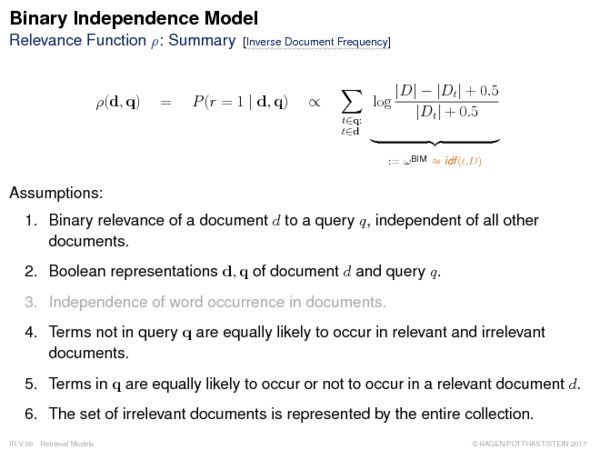 Binary Independence Model
Relevance Function ρ: Summary [Inverse Document Frequency]
ρ(d, q) = P(r = 1 | d, q) ∝ ∑ t∈q; t∈d log (|D| − |D_t| + 0.5) / (|D_t| + 0.5)
:= ω^BIM ≈ idf(t,D)
Assumptions:
1. Binary relevance of a document d to a query q, independent of all other
documents.
2. Boolean representations d, q of document d and query q.
3. Independence of word occurrence in documents.
4. Terms not in query q are equally likely to occur in relevant and irrelevant
documents.
5. Terms in q are equally likely to occur or not to occur in a relevant document d.
6. The set of irrelevant documents is represented by the entire collection.
IR:V-68 Retrieval Models © HAGEN/POTTHAST/STEIN 2017